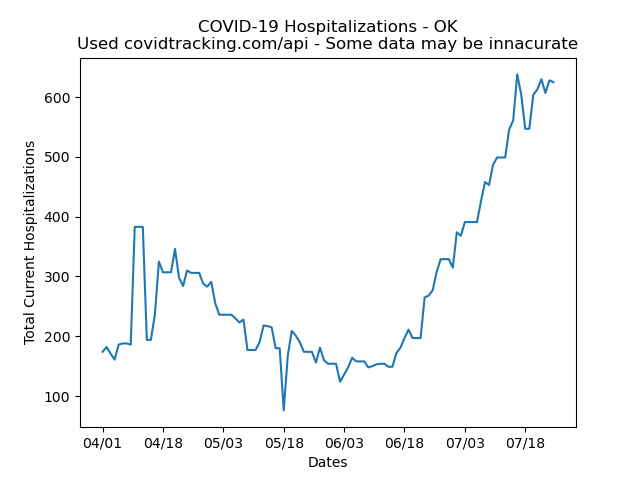 COVID-19 Hospitalizations - OK
Used covidtracking.com/api - Some data may be innacurate
600
500
400
300
200
100
Total Current Hospitalizations
04/01 04/18 05/03 05/18 06/03 06/18 07/03 07/18
Dates